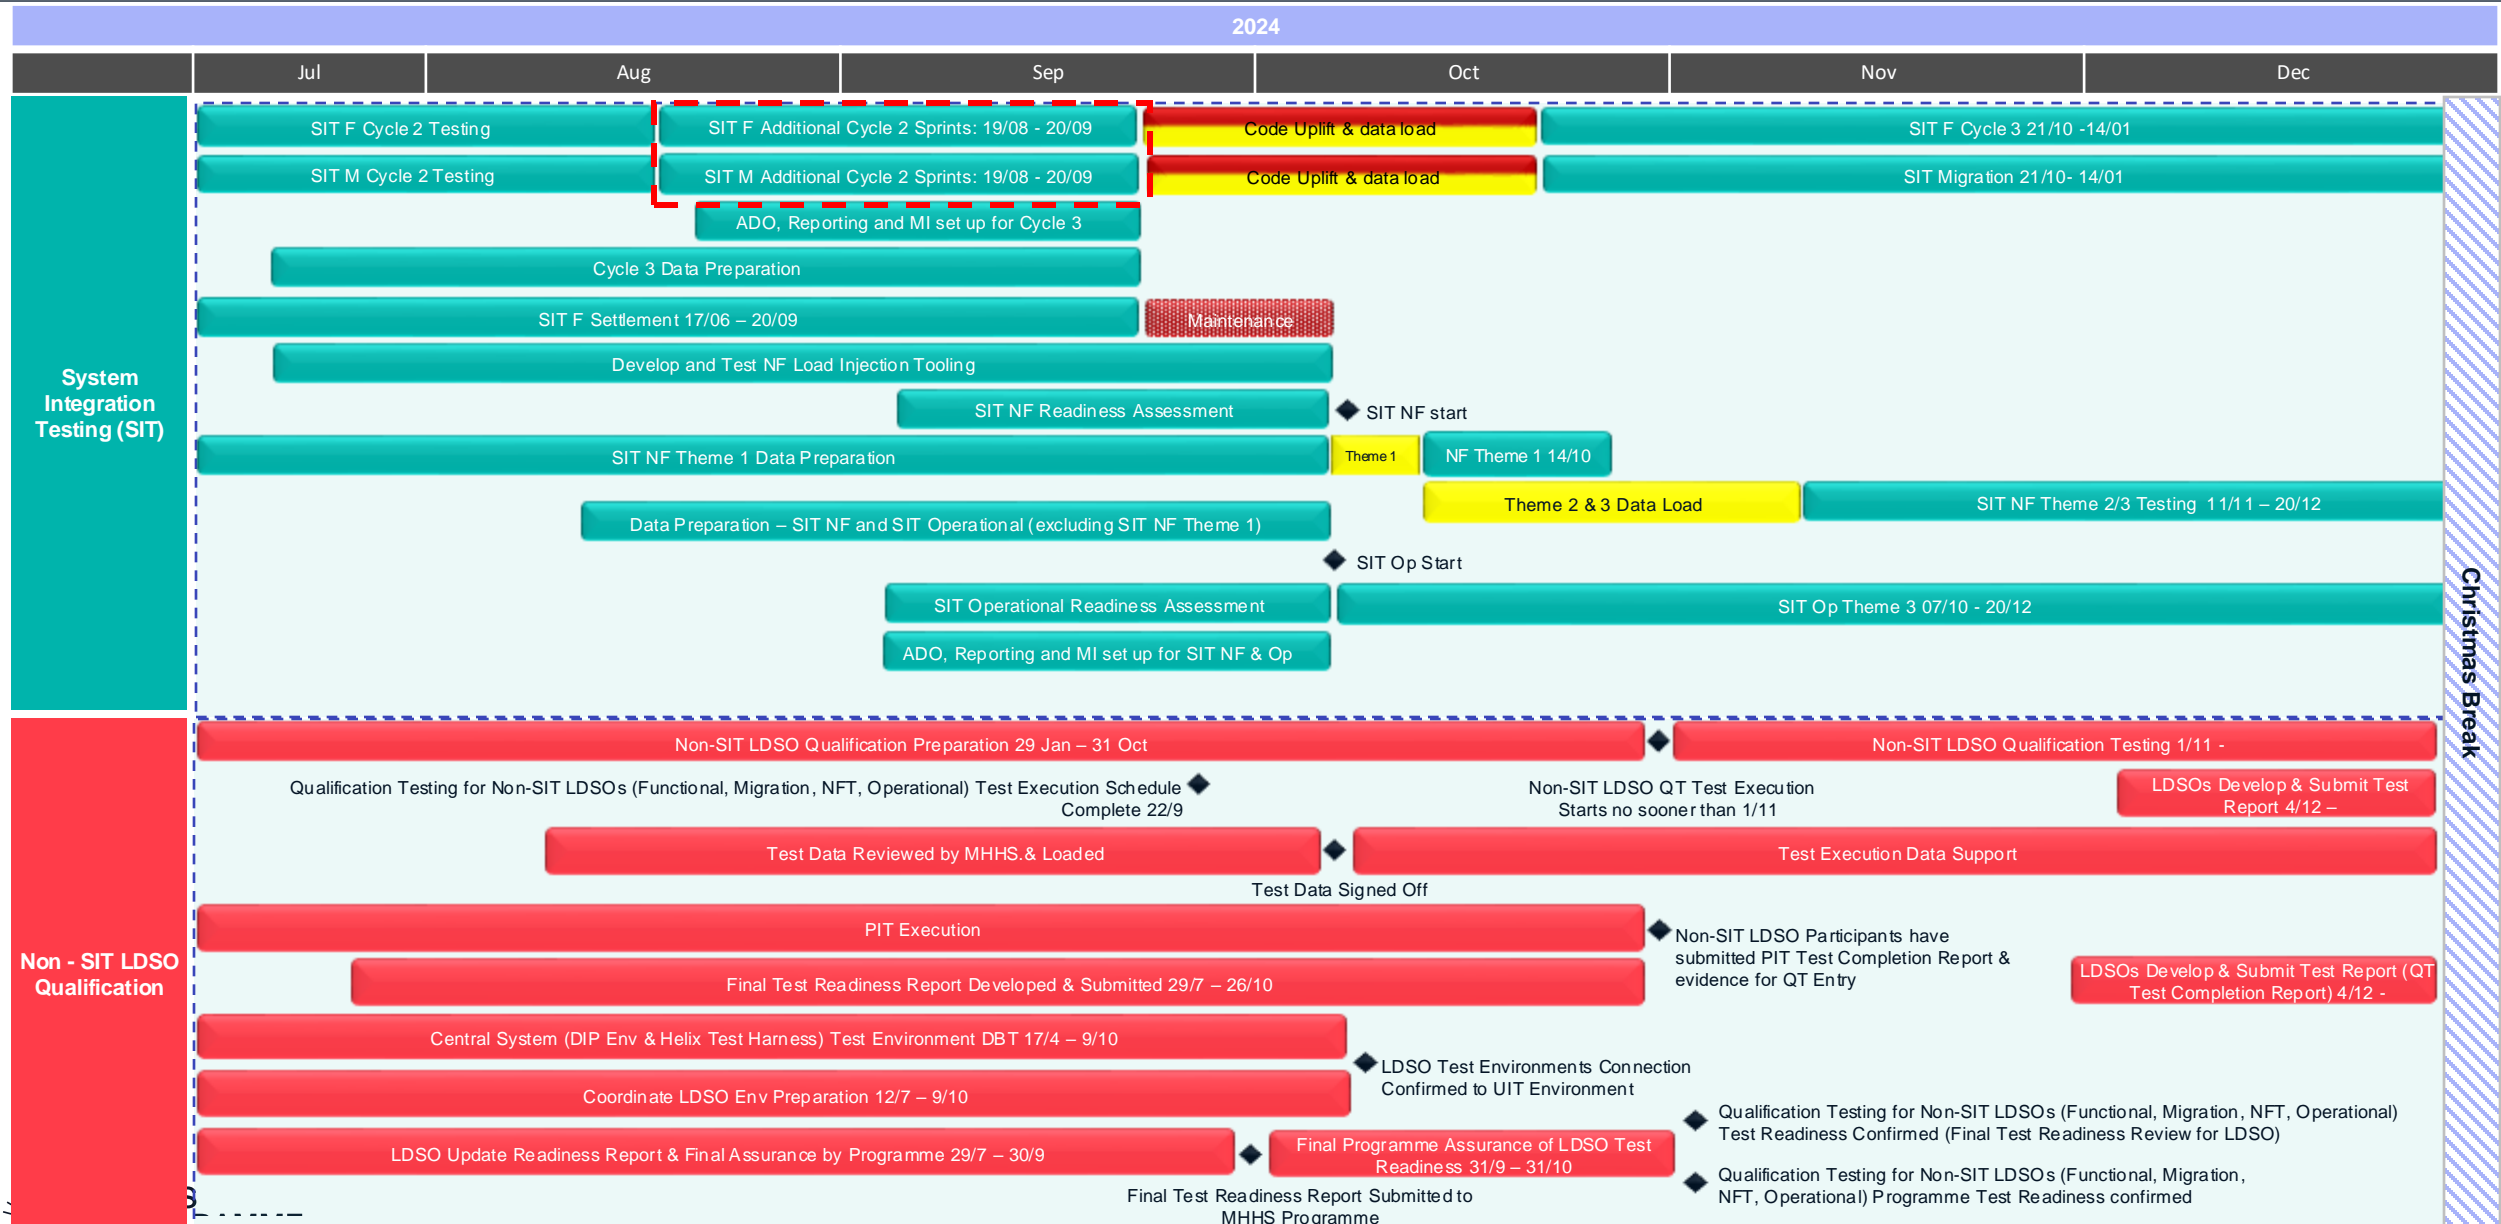 2024
Jul
Aug
Sep
Oct
Nov
Dec
System
Integration
Testing (SIT)
SIT F Cycle 2 Testing
SIT F Additional Cycle 2 Sprints: 19/08 - 20/09
Code Uplift & data load
SIT F Cycle 3 21/10 -14/01
SIT M Cycle 2 Testing
SIT M Additional Cycle 2 Sprints: 19/08 - 20/09
Code Uplift & data load
SIT Migration 21/10- 14/01
ADO, Reporting and MI set up for Cycle 3
Cycle 3 Data Preparation
SIT F Settlement 17/06 – 20/09
Maintenance
Develop and Test NF Load Injection Tooling
SIT NF Readiness Assessment
SIT NF start
SIT NF Theme 1 Data Preparation
Theme 1
NF Theme 1 14/10
Theme 2 & 3 Data Load
SIT NF Theme 2/3 Testing 11/11 – 20/12
Data Preparation – SIT NF and SIT Operational (excluding SIT NF Theme 1)
SIT Op Start
SIT Operational Readiness Assessment
SIT Op Theme 3 07/10 - 20/12
ADO, Reporting and MI set up for SIT NF & Op
Christmas Break
Non - SIT LDSO
Qualification
Non-SIT LDSO Qualification Preparation 29 Jan – 31 Oct
Non-SIT LDSO Qualification Testing 1/11 -
Qualification Testing for Non-SIT LDSOs (Functional, Migration, NFT, Operational) Test Execution Schedule
Complete 22/9
Non-SIT LDSO QT Test Execution
Starts no sooner than 1/11
LDSOs Develop & Submit Test
Report 4/12 –
Test Data Reviewed by MHHS.& Loaded
Test Execution Data Support
Test Data Signed Off
PIT Execution
Non-SIT LDSO Participants have
submitted PIT Test Completion Report &
evidence for QT Entry
Final Test Readiness Report Developed & Submitted 29/7 – 26/10
LDSOs Develop & Submit Test Report (QT
Test Completion Report) 4/12 -
Central System (DIP Env & Helix Test Harness) Test Environment DBT 17/4 – 9/10
LDSO Test Environments Connection
Confirmed to UIT Environment
Coordinate LDSO Env Preparation 12/7 – 9/10
Qualification Testing for Non-SIT LDSOs (Functional, Migration, NFT, Operational)
Test Readiness Confirmed (Final Test Readiness Review for LDSO)
LDSO Update Readiness Report & Final Assurance by Programme 29/7 – 30/9
Final Programme Assurance of LDSO Test
Readiness 31/9 – 31/10
Qualification Testing for Non-SIT LDSOs (Functional, Migration,
NFT, Operational) Programme Test Readiness confirmed
Final Test Readiness Report Submitted to
MHHS Programme